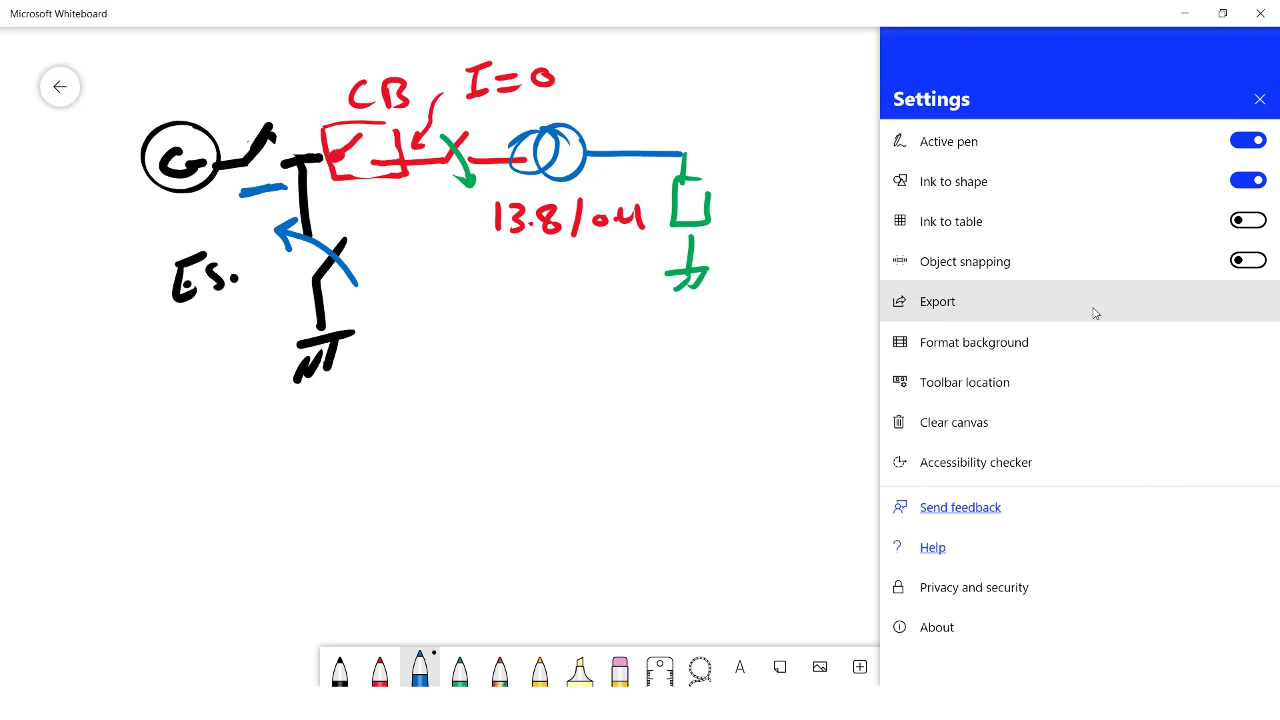 Microsoft Whiteboard
CB
I=0
G
13.8/0.4
Es.
Settings
Active pen
Ink to shape
Ink to table
Object snapping
Export
Format background
Toolbar location
Clear canvas
Accessibility checker
Send feedback
Help
Privacy and security
About
A